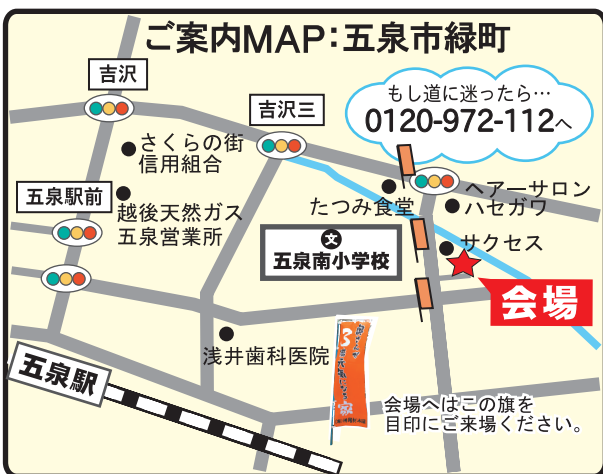 ご案内MAP:五泉市緑町
吉沢
吉沢三
もし道に迷ったら…
0120-972-112へ
さくらの街
信用組合
五泉駅前
越後天然ガス
五泉営業所
たつみ食堂
ヘアーサロン
ハセガワ
文
五泉南小学校
サクセス
会場
浅井歯科医院
五泉駅
会場へはこの旗を
目印にご来場ください。